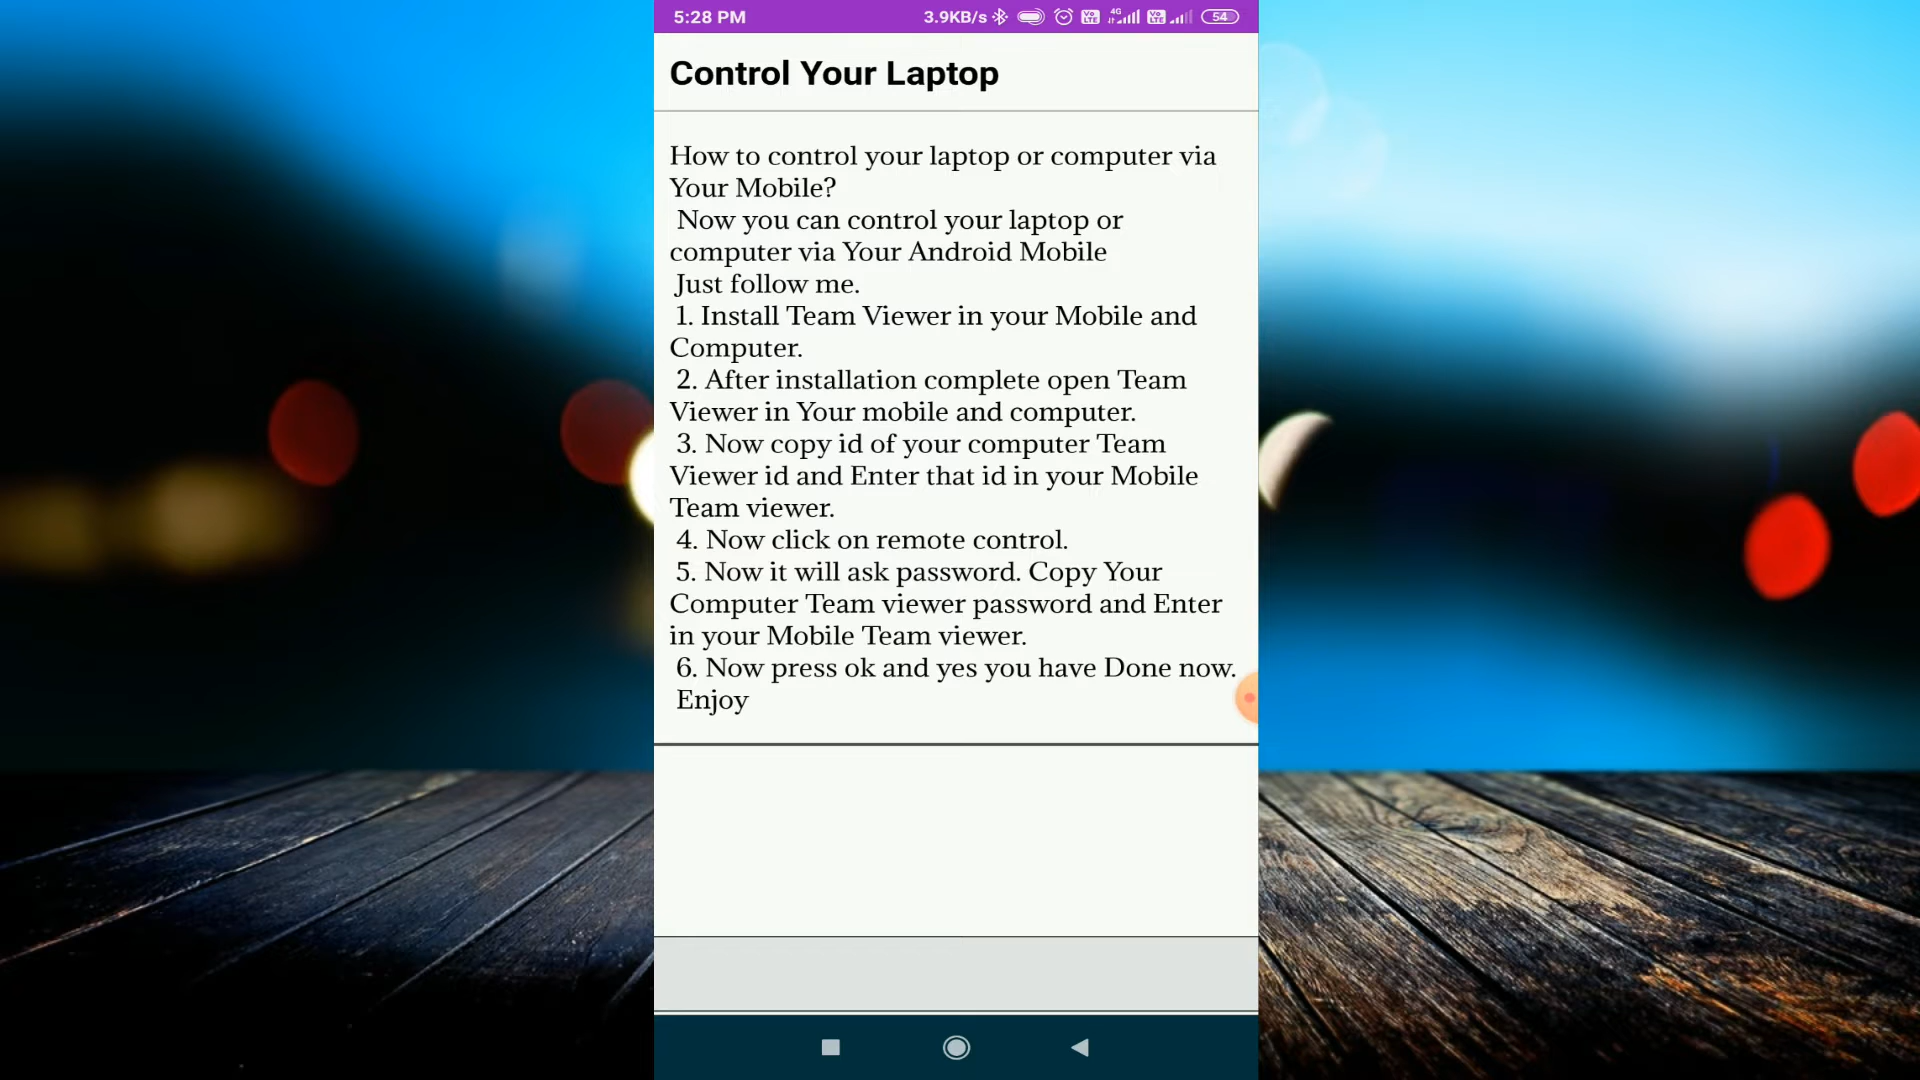 5:28 PM
3.9KB/s
4G
Vo LTE
Vo LTE
54
Control Your Laptop
How to control your laptop or computer via
Your Mobile?
Now you can control your laptop or
computer via Your Android Mobile
Just follow me.
1. Install Team Viewer in your Mobile and
Computer.
2. After installation complete open Team
Viewer in Your mobile and computer.
3. Now copy id of your computer Team
Viewer id and Enter that id in your Mobile
Team viewer.
4. Now click on remote control.
5. Now it will ask password. Copy Your
Computer Team viewer password and Enter
in your Mobile Team viewer.
6. Now press ok and yes you have Done now.
Enjoy